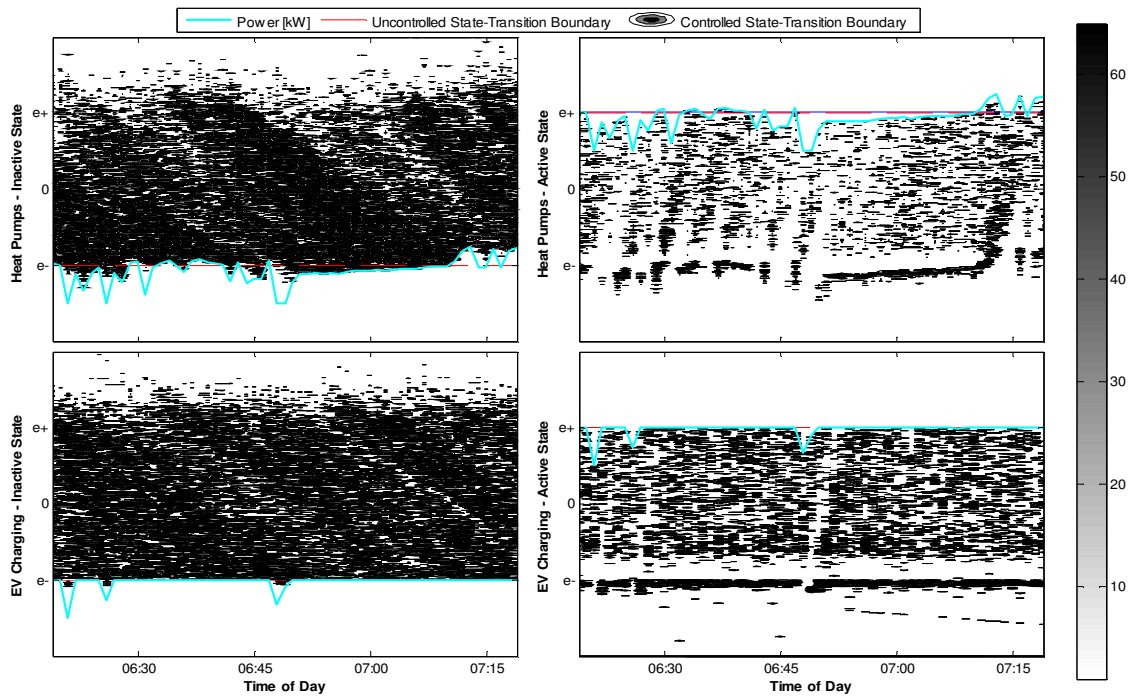 Power [kW] Uncontrolled State-Transition Boundary Controlled State-Transition Boundary
Heat Pumps - Inactive State
e+
0
e-
Heat Pumps - Active State
e+
0
e-
EV Charging - Inactive State
e+
0
e-
06:30 06:45 07:00 07:15
Time of Day
EV Charging - Active State
e+
0
e-
06:30 06:45 07:00 07:15
Time of Day
60
50
40
30
20
10